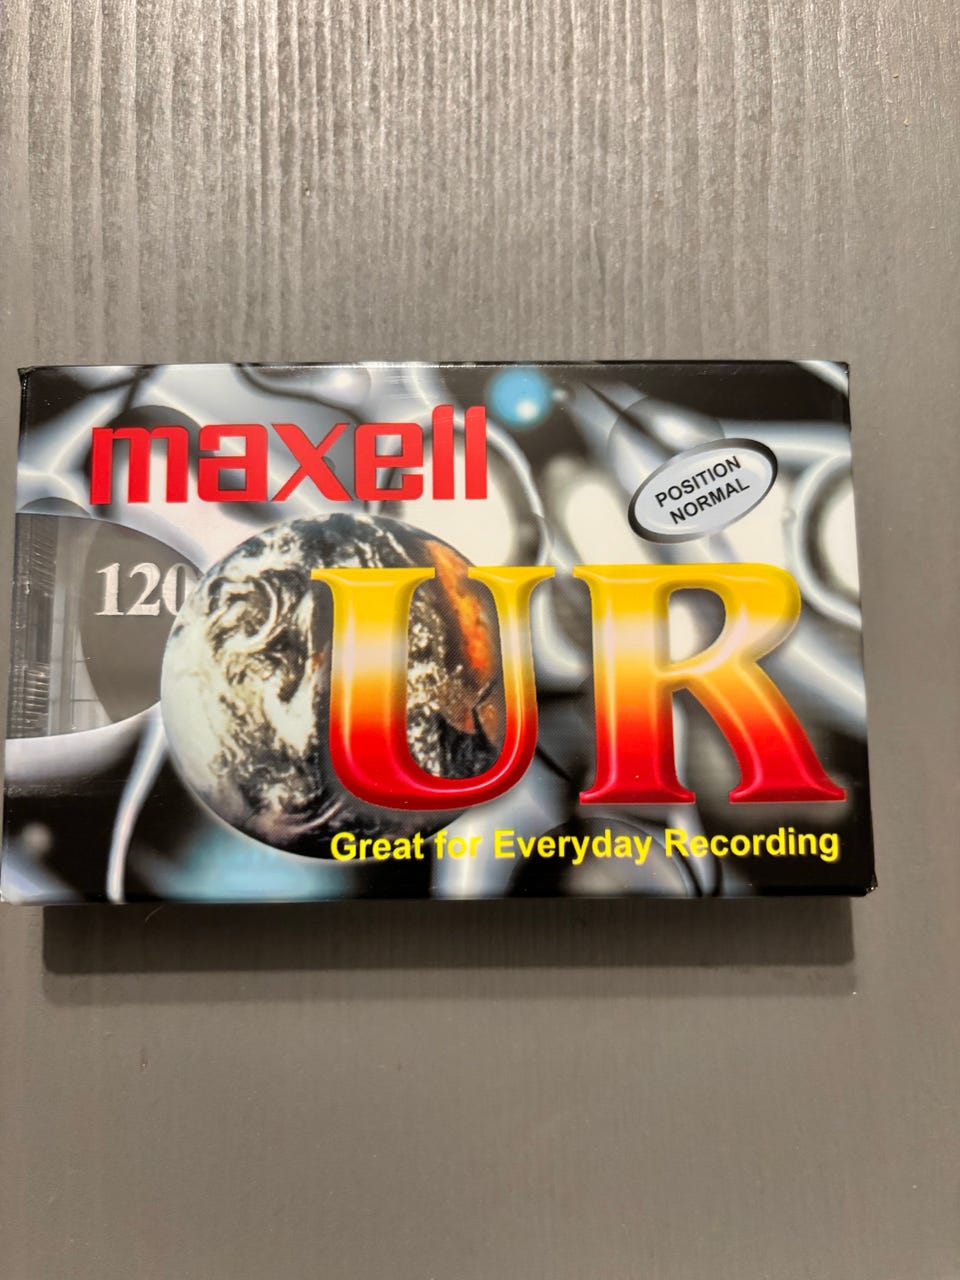 maxell
POSITION
NORMAL
120
UR
Great for Everyday Recording